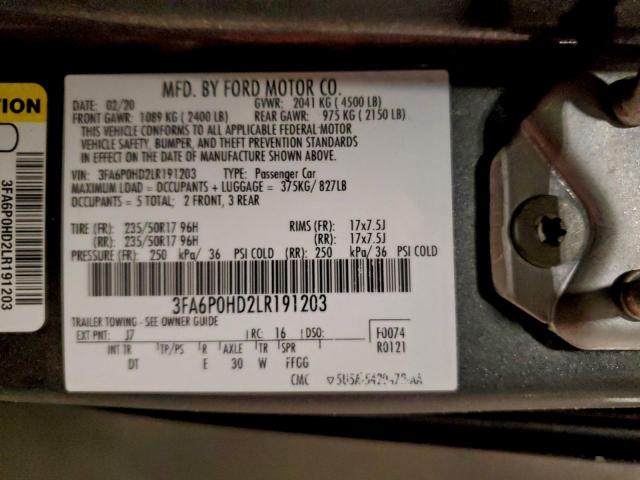 MFD. BY FORD MOTOR CO.
DATE: 02/20 GVWR: 2041 KG ( 4500 LB)
FRONT GAWR: 1089 KG ( 2400 LB) REAR GAWR: 975 KG ( 2150 LB)
THIS VEHICLE CONFORMS TO ALL APPLICABLE FEDERAL MOTOR
VEHICLE SAFETY, BUMPER, AND THEFT PREVENTION STANDARDS
IN EFFECT ON THE DATE OF MANUFACTURE SHOWN ABOVE.
VIN: 3FA6P0HD2LR191203 TYPE: Passenger Car
MAXIMUM LOAD = OCCUPANTS + LUGGAGE = 375KG/ 827LB
OCCUPANTS = 5 TOTAL; 2 FRONT, 3 REAR
TIRE (FR): 235/50R17 96H RIMS (FR): 17x7.5J
(RR): 235/50R17 96H (RR): 17x7.5J
PRESSURE (FR): 250 kPa/ 36 PSI COLD (RR): 250 kPa/ 36 PSI COLD
3FA6P0HD2LR191203
TRAILER TOWING - SEE OWNER GUIDE
EXT PNT: J7 RC: 16 DSO: F0074
INT TR TP/PS R AXLE TR SPR R0121
DT E 30 W FFGG
CMC
TION
3FA6P0HD2LR191203